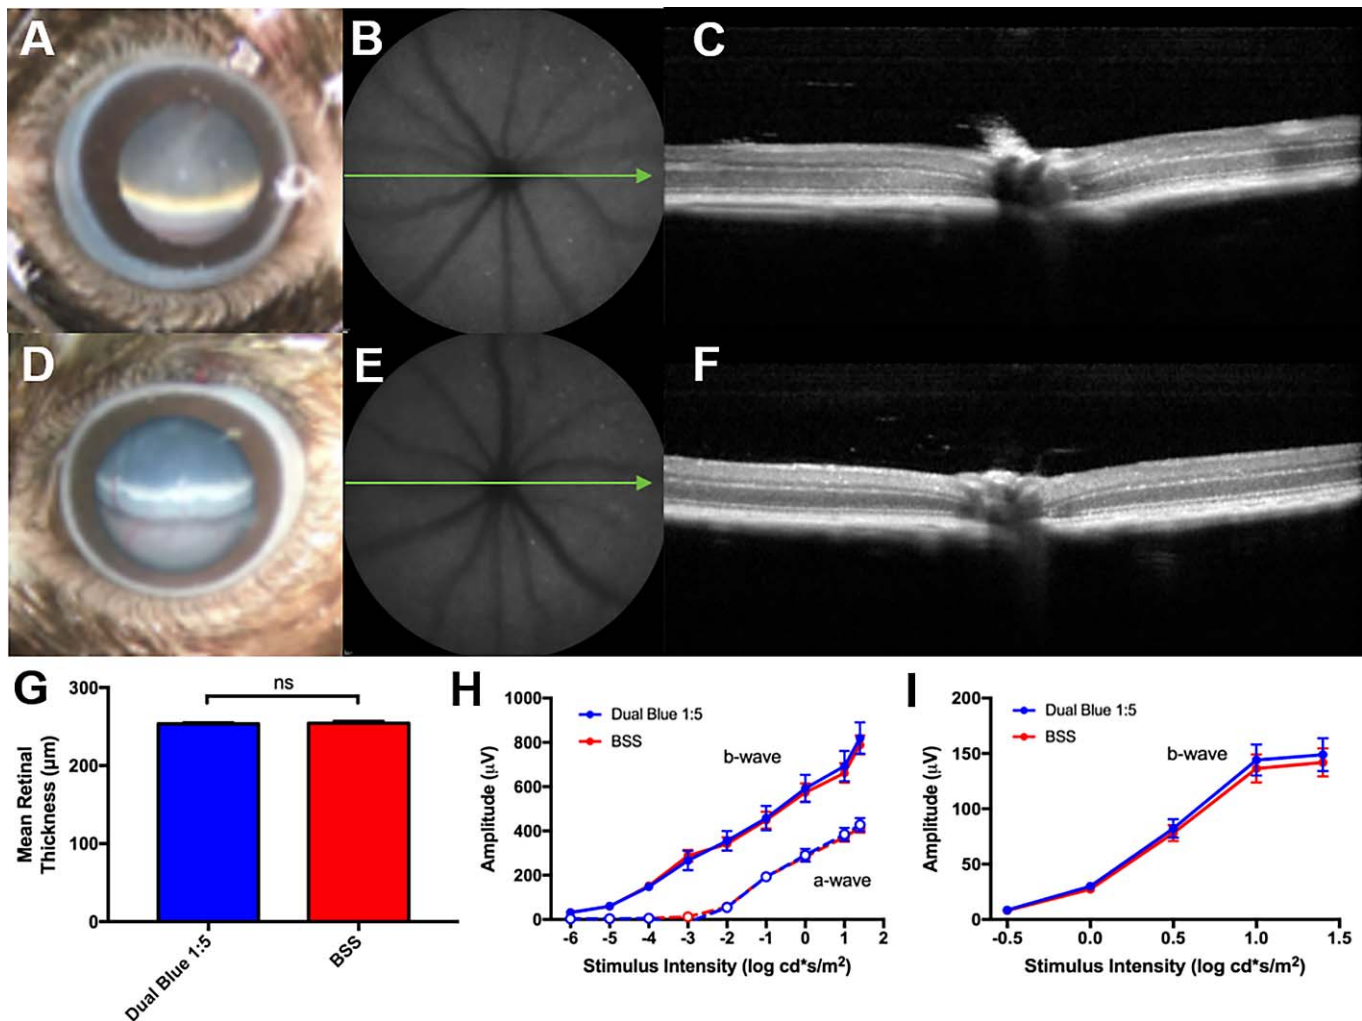 A
B
C
D
E
F
G
H
I
300
200
100
0
Mean Retinal
Thickness (μm)
ns
Dual Blue 1:5
BSS
1000
800
600
400
200
0
Amplitude (μV)
Dual Blue 1:5
BSS
b-wave
a-wave
-6 -5 -4 -3 -2 -1 0 1 2
Stimulus Intensity (log cd*s/m²)
200
150
100
50
0
Amplitude (μV)
Dual Blue 1:5
BSS
b-wave
-0.5 0.0 0.5 1.0 1.5
Stimulus Intensity (log cd*s/m²)